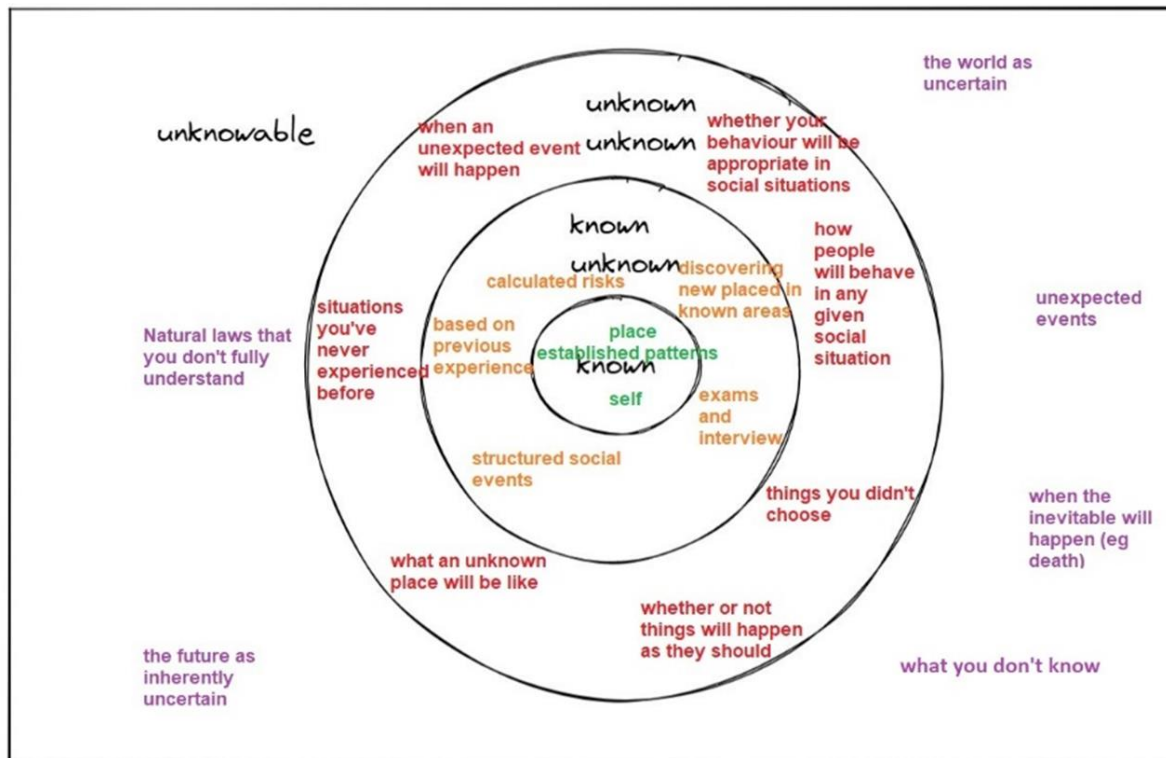 the world as
uncertain
unknown
unknowable
when an
unexpected event
will happen
unknown
whether your
behaviour will be
appropriate in
social situations
known
unknown
calculated risks
discovering
new placed in
known areas
how
people
will behave
in any
given
social
situation
unexpected
events
Natural laws that
you don't fully
understand
situations
you've
never
experienced
before
based on
previous
experience
place
established patterns
known
self
exams
and
interview
structured social
events
things you didn't
choose
when the
inevitable will
happen (eg
death)
what an unknown
place will be like
whether or not
things will happen
as they should
the future as
inherently
uncertain
what you don't know